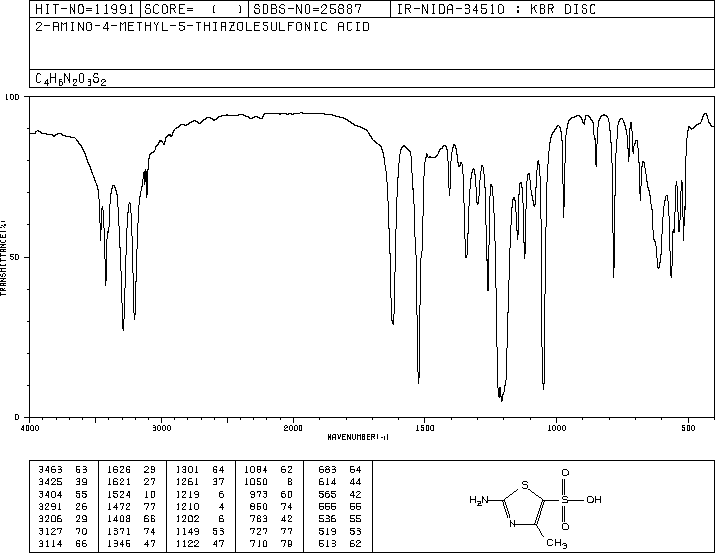 HIT-NO=11991 SCORE= ( ) SDBS-NO=25887 IR-NIDA-34510 : KBR DISC
2-AMINO-4-METHYL-5-THIAZOLESULFONIC ACID
C4H6N2O3S2
100
50
0
TRANSMITTANCE(%)
4000 3000 2000 1500 1000 500
WAVENUMBER(-1)
3463 53 1626 29 1301 64 1084 62 683 64
3425 39 1621 27 1261 37 1050 8 614 44
3404 55 1524 10 1219 6 973 60 565 42
3291 26 1472 77 1210 4 850 74 555 55
3206 29 1408 66 1202 6 783 42 536 55
3127 70 1371 74 1149 53 727 77 519 53
3114 66 1346 47 1122 47 710 79 513 62
O
S
H2N S OH
N O
CH3